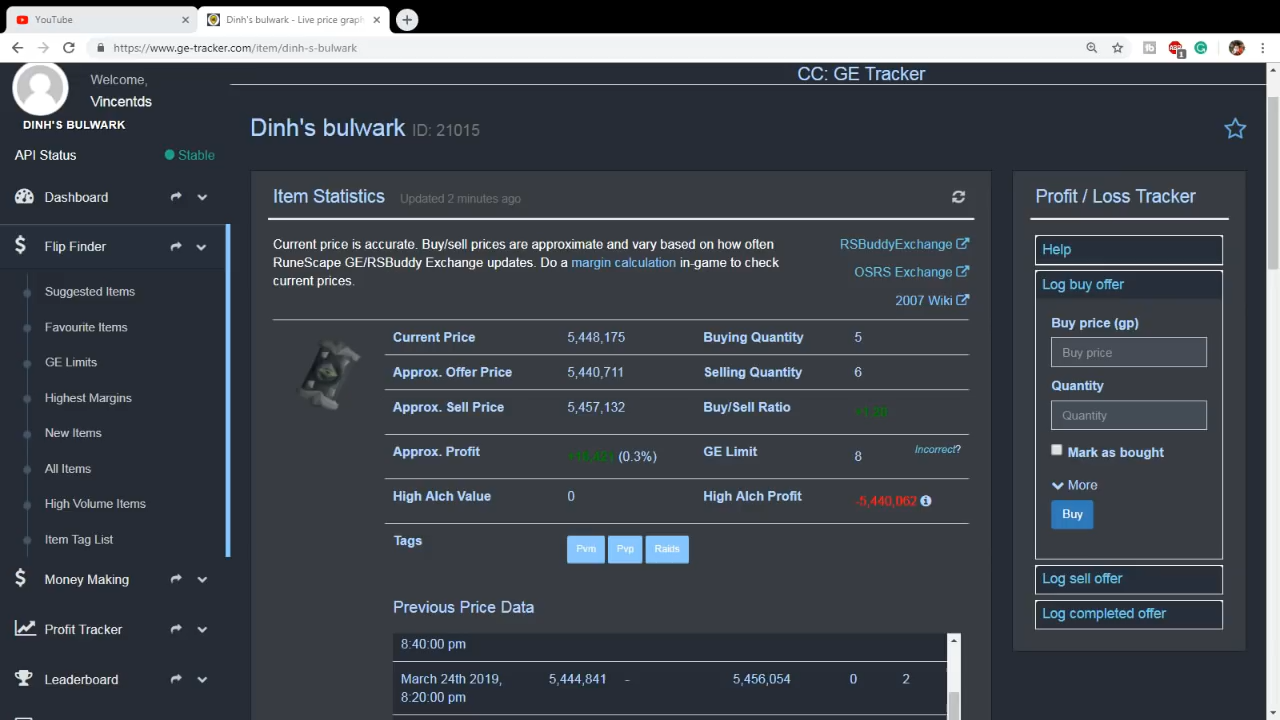 YouTube
Dinh's bulwark - Live price graph
https://www.ge-tracker.com/item/dinh-s-bulwark
1
Welcome,
Vincentds
DINH'S BULWARK
API Status
Stable
Dashboard
Flip Finder
Suggested Items
Favourite Items
GE Limits
Highest Margins
New Items
All Items
High Volume Items
Item Tag List
Money Making
Profit Tracker
Leaderboard
CC: GE Tracker
Dinh's bulwark ID: 21015
Item Statistics Updated 2 minutes ago
Current price is accurate. Buy/sell prices are approximate and vary based on how often
RuneScape GE/RSBuddy Exchange updates. Do a margin calculation in-game to check
current prices.
RSBuddyExchange
OSRS Exchange
2007 Wiki
Current Price 5,448,175 Buying Quantity 5
Approx. Offer Price 5,440,711 Selling Quantity 6
Approx. Sell Price 5,457,132 Buy/Sell Ratio
Approx. Profit (0.3%) GE Limit 8 Incorrect?
High Alch Value 0 High Alch Profit -5,440,062
Tags Pvm Pvp Raids
Previous Price Data
8:40:00 pm
March 24th 2019, 5,444,841 - 5,456,054 0 2
8:20:00 pm
Profit / Loss Tracker
Help
Log buy offer
Buy price (gp)
Buy price
Quantity
Quantity
Mark as bought
More
Buy
Log sell offer
Log completed offer